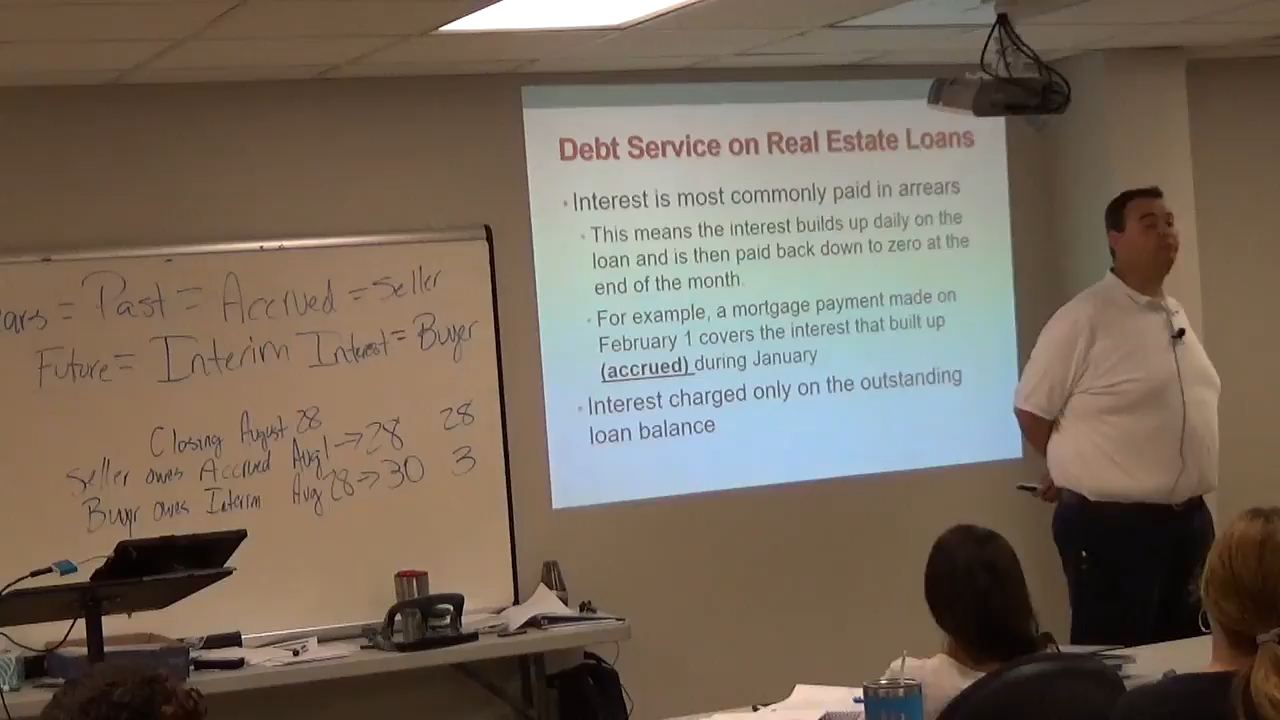 ars = Past = Accrued = Seller
Future = Interim Interest = Buyer
Closing August 28
Seller owes Accrued Aug 1 → 28 28
Buyr owes Interim Aug 28 → 30 3
Debt Service on Real Estate Loans
• Interest is most commonly paid in arrears
• This means the interest builds up daily on the
loan and is then paid back down to zero at the
end of the month.
• For example, a mortgage payment made on
February 1 covers the interest that built up
(accrued) during January
• Interest charged only on the outstanding
loan balance